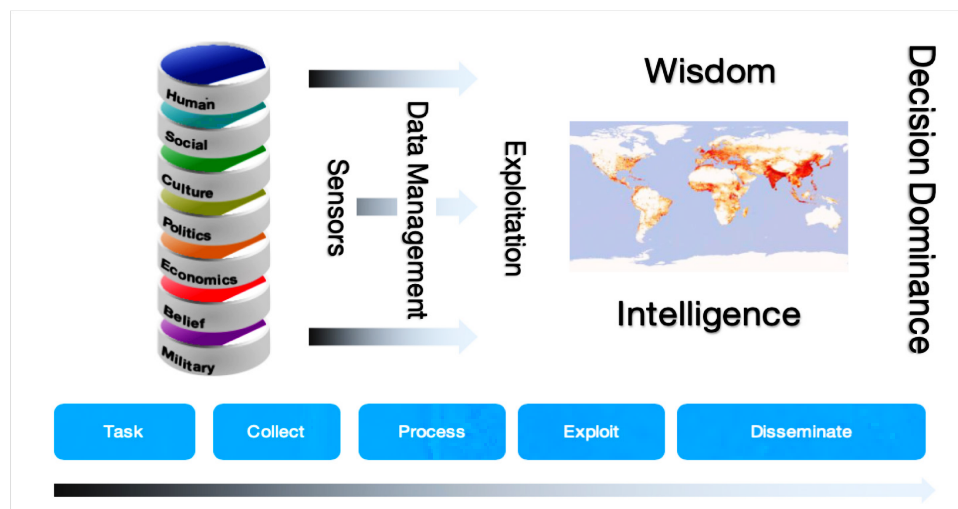 Human
Social
Culture
Politics
Economics
Belief
Military
Sensors
Data Management
Exploitation
Wisdom
Intelligence
Decision Dominance
Task
Collect
Process
Exploit
Disseminate